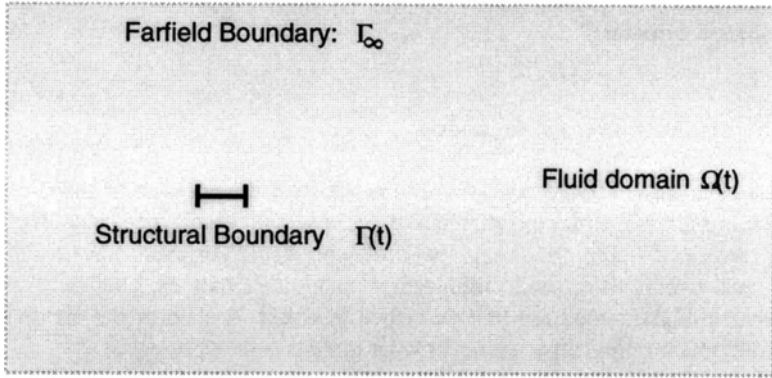 Farfield Boundary: Γ∞
Fluid domain Ω(t)
Structural Boundary Γ(t)